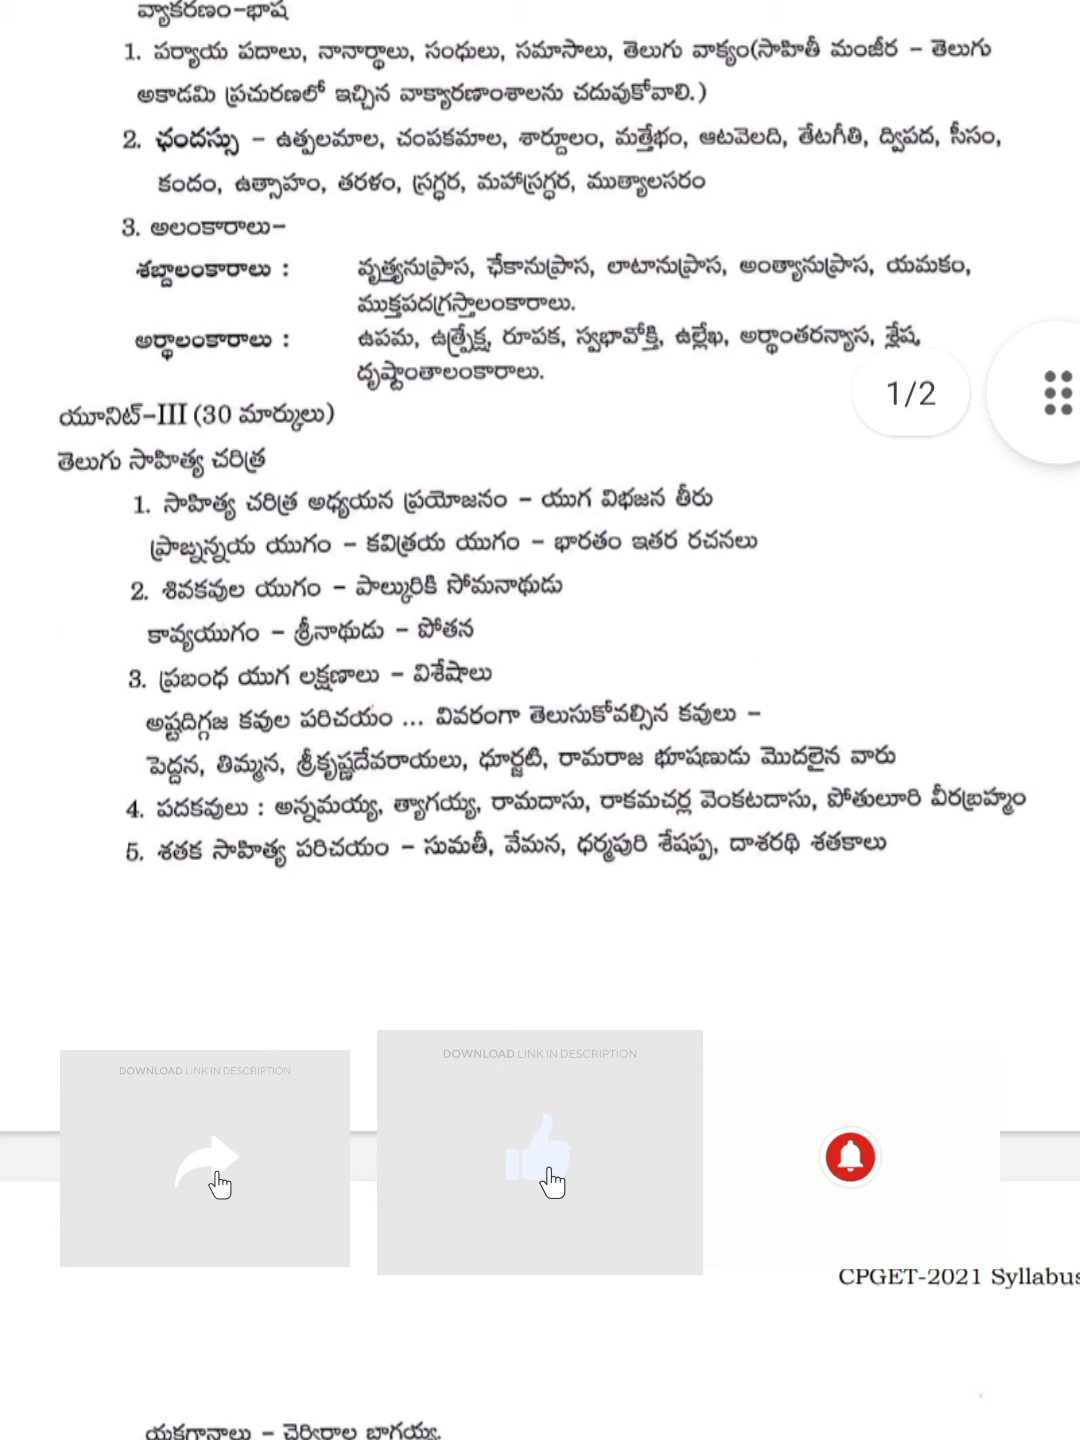 వ్యాకరణం-భాష
1. పర్యాయ పదాలు, నానార్థాలు, సంధులు, సమాసాలు, తెలుగు వాక్యం(సాహితీ మంజీర - తెలుగు
అకాడమి ప్రచురణలో ఇచ్చిన వాక్యారణాంశాలను చదువుకోవాలి.)
2. ఛందస్సు - ఉత్పలమాల, చంపకమాల, శార్దూలం, మత్తేభం, ఆటవెలది, తేటగీతి, ద్విపద, సీసం,
కందం, ఉత్సాహం, తరళం, స్రగ్ధర, మహాస్రగ్ధర, ముత్యాలసరం
3. అలంకారాలు-
శబ్దాలంకారాలు : వృత్త్యనుప్రాస, ఛేకానుప్రాస, లాటానుప్రాస, అంత్యానుప్రాస, యమకం,
ముక్తపదగ్రస్తాలంకారాలు.
అర్థాలంకారాలు : ఉపమ, ఉత్ప్రేక్ష, రూపక, స్వభావోక్తి, ఉల్లేఖ, అర్థాంతరన్యాస, శ్లేష,
దృష్టాంతాలంకారాలు.
1/2
యూనిట్-III (30 మార్కులు)
తెలుగు సాహిత్య చరిత్ర
1. సాహిత్య చరిత్ర అధ్యయన ప్రయోజనం - యుగ విభజన తీరు
ప్రాఙ్నన్నయ యుగం - కవిత్రయ యుగం - భారతం ఇతర రచనలు
2. శివకవుల యుగం - పాల్కురికి సోమనాథుడు
కావ్యయుగం - శ్రీనాథుడు - పోతన
3. ప్రబంధ యుగ లక్షణాలు - విశేషాలు
అష్టదిగ్గజ కవుల పరిచయం ... వివరంగా తెలుసుకోవల్సిన కవులు -
పెద్దన, తిమ్మన, శ్రీకృష్ణదేవరాయలు, ధూర్జటి, రామరాజ భూషణుడు మొదలైన వారు
4. పదకవులు : అన్నమయ్య, త్యాగయ్య, రామదాసు, రాకమచర్ల వెంకటదాసు, పోతులూరి వీరబ్రహ్మం
5. శతక సాహిత్య పరిచయం - సుమతీ, వేమన, ధర్మపురి శేషప్ప, దాశరథి శతకాలు
DOWNLOAD LINK IN DESCRIPTION
DOWNLOAD LINK IN DESCRIPTION
CPGET-2021 Syllabus
యక్షగానాలు - చెర్విరాల బాగయ్య.